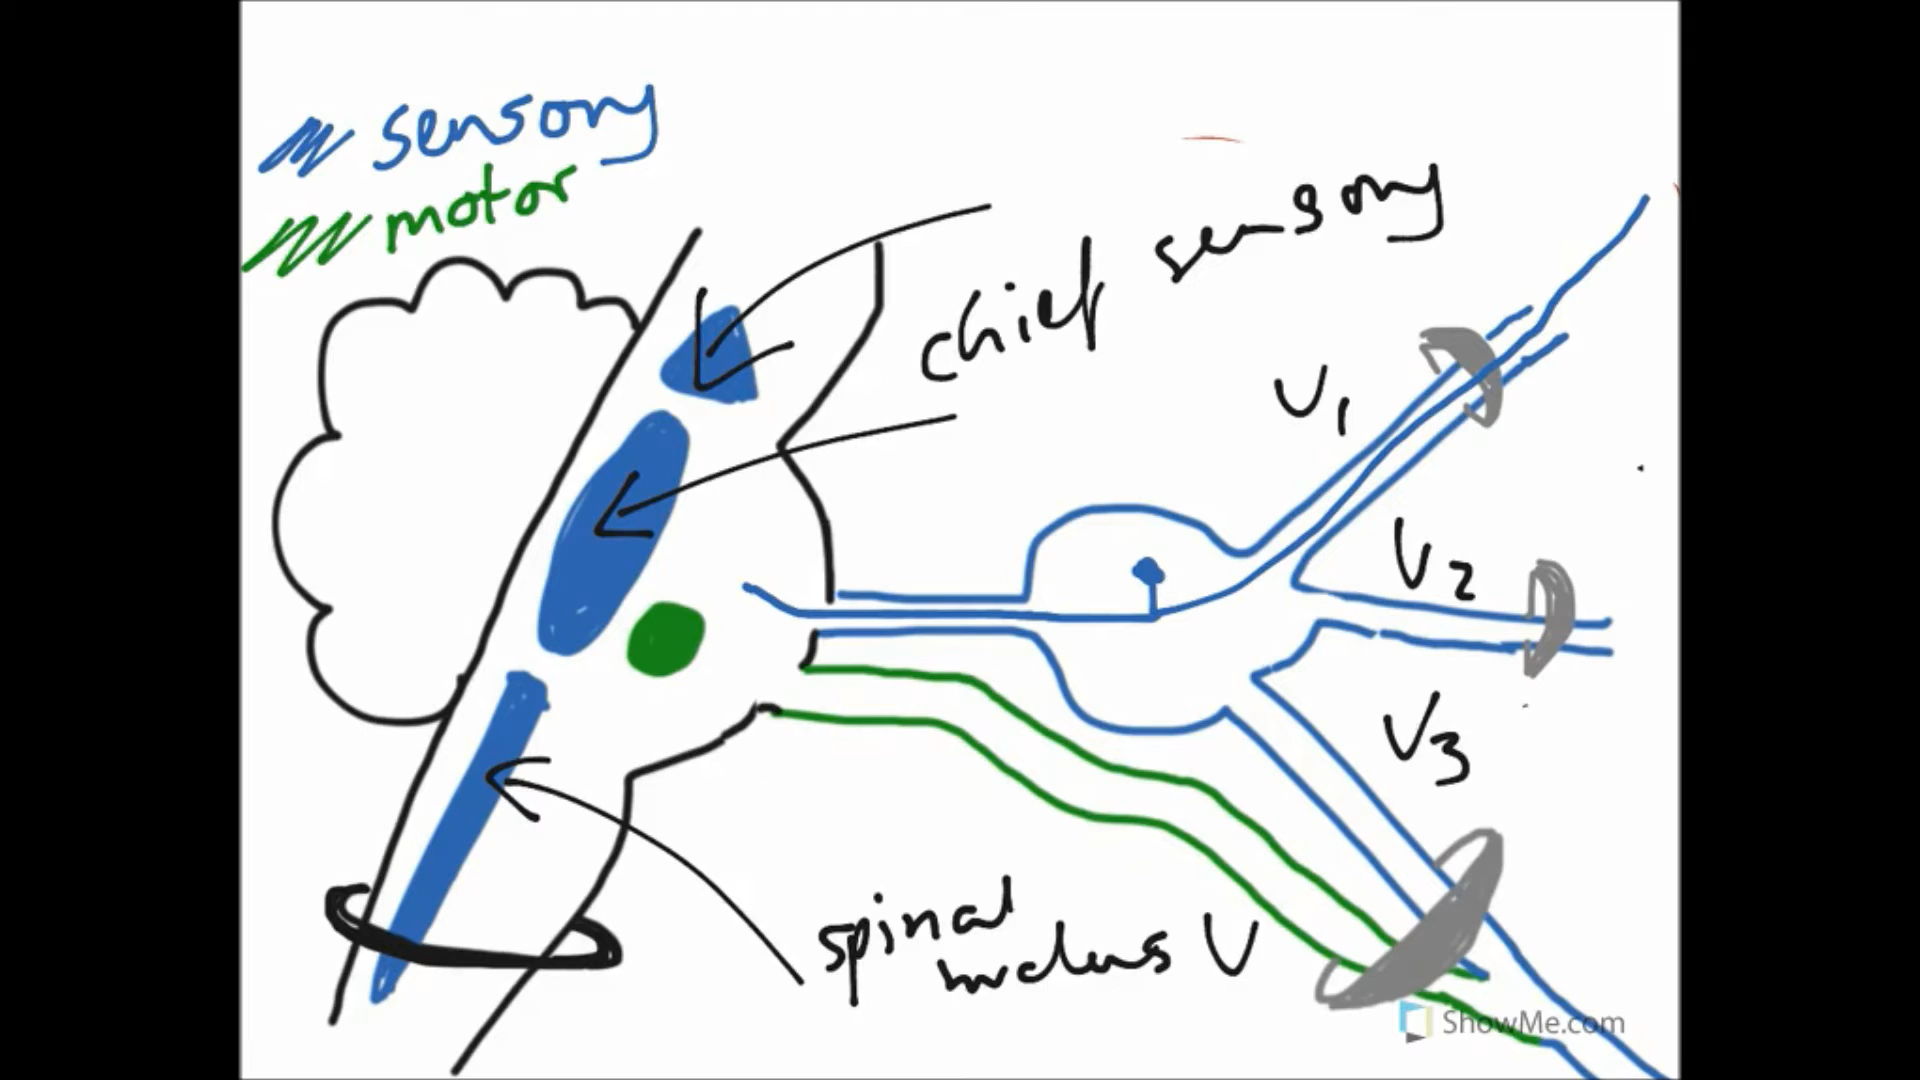 sensory
motor
chief sensory
V1
V2
V3
spinal
nucleus V
ShowMe.com